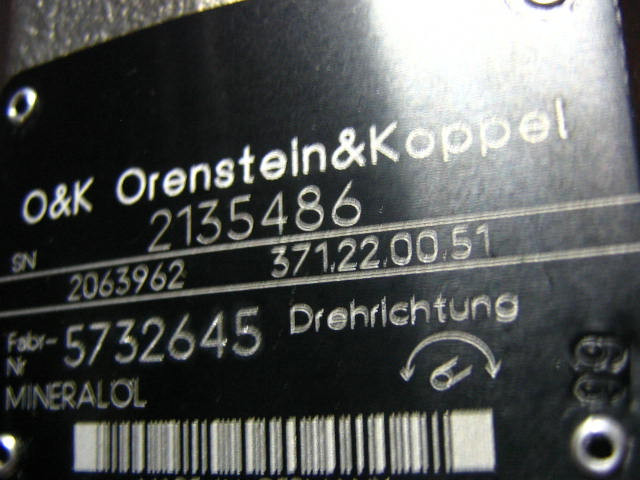 O&K Orenstein&Koppel
2135486
SN 2063962 371.22.00.51
Fabr-Nr 5732645 Drehrichtung
MINERALÖL